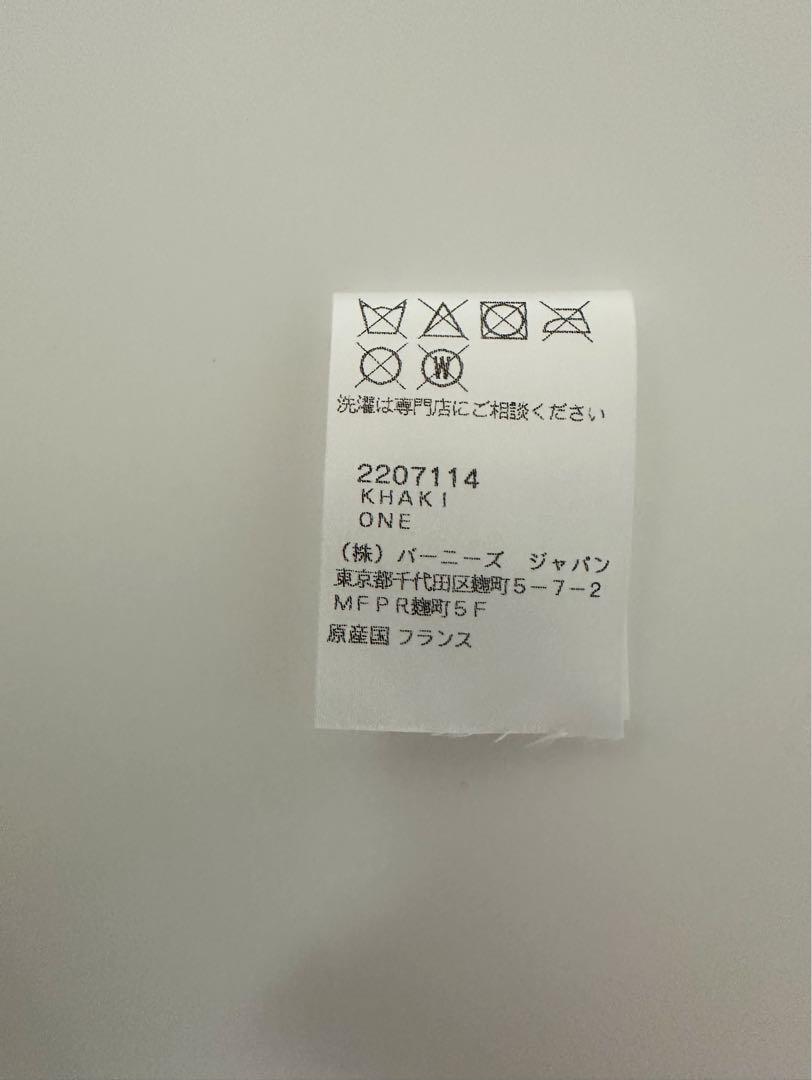 W
洗濯は専門店にご相談ください
2207114
KHAKI
ONE
(株) バーニーズ ジャパン
東京都千代田区麹町5-7-2
MFPR麹町5F
原産国 フランス